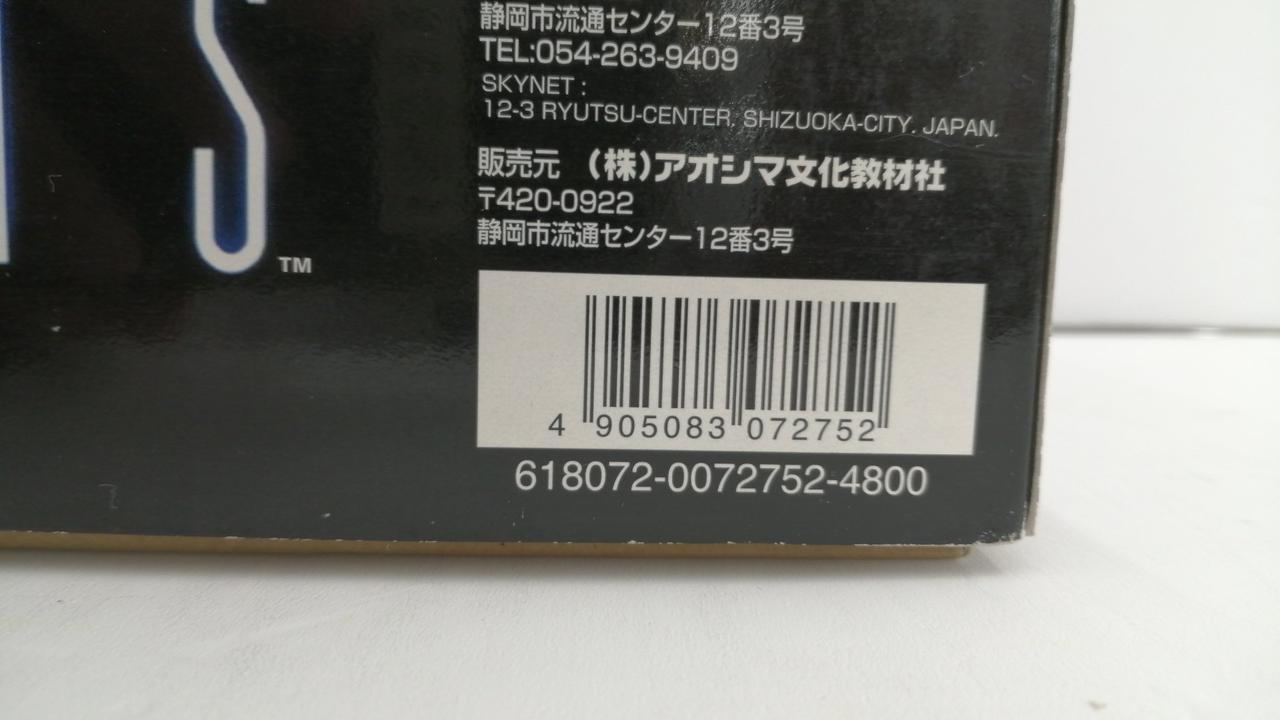 S
TM
静岡市流通センター12番3号
TEL:054-263-9409
SKYNET :
12-3 RYUTSU-CENTER, SHIZUOKA-CITY. JAPAN.
販売元 (株)アオシマ文化教材社
〒420-0922
静岡市流通センター12番3号
4 905083 072752
618072-0072752-4800